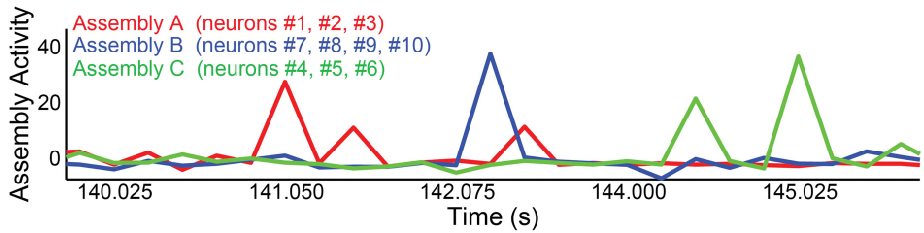 Assembly A (neurons #1, #2, #3)
Assembly B (neurons #7, #8, #9, #10)
Assembly C (neurons #4, #5, #6)
Assembly Activity
40
20
0
140.025 141.050 142.075 144.000 145.025
Time (s)